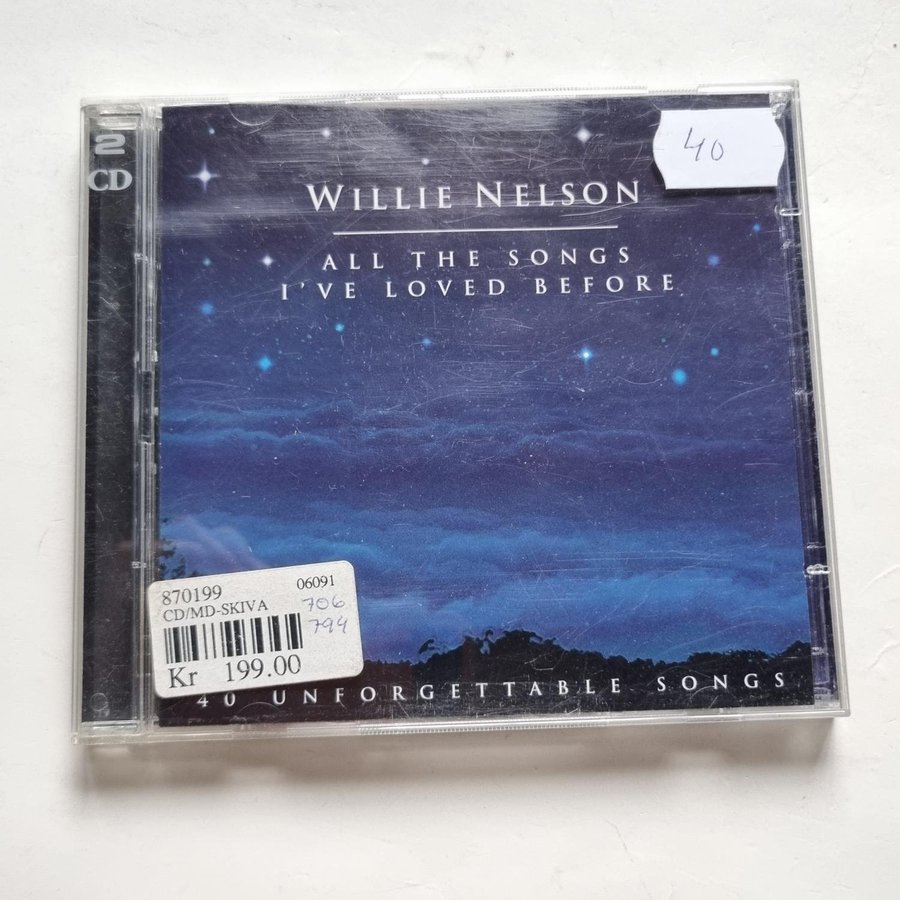 2
CD
40
WILLIE NELSON
ALL THE SONGS
I'VE LOVED BEFORE
870199 06091
CD/MD-SKIVA 706
794
Kr 199.00
40 UNFORGETTABLE SONGS